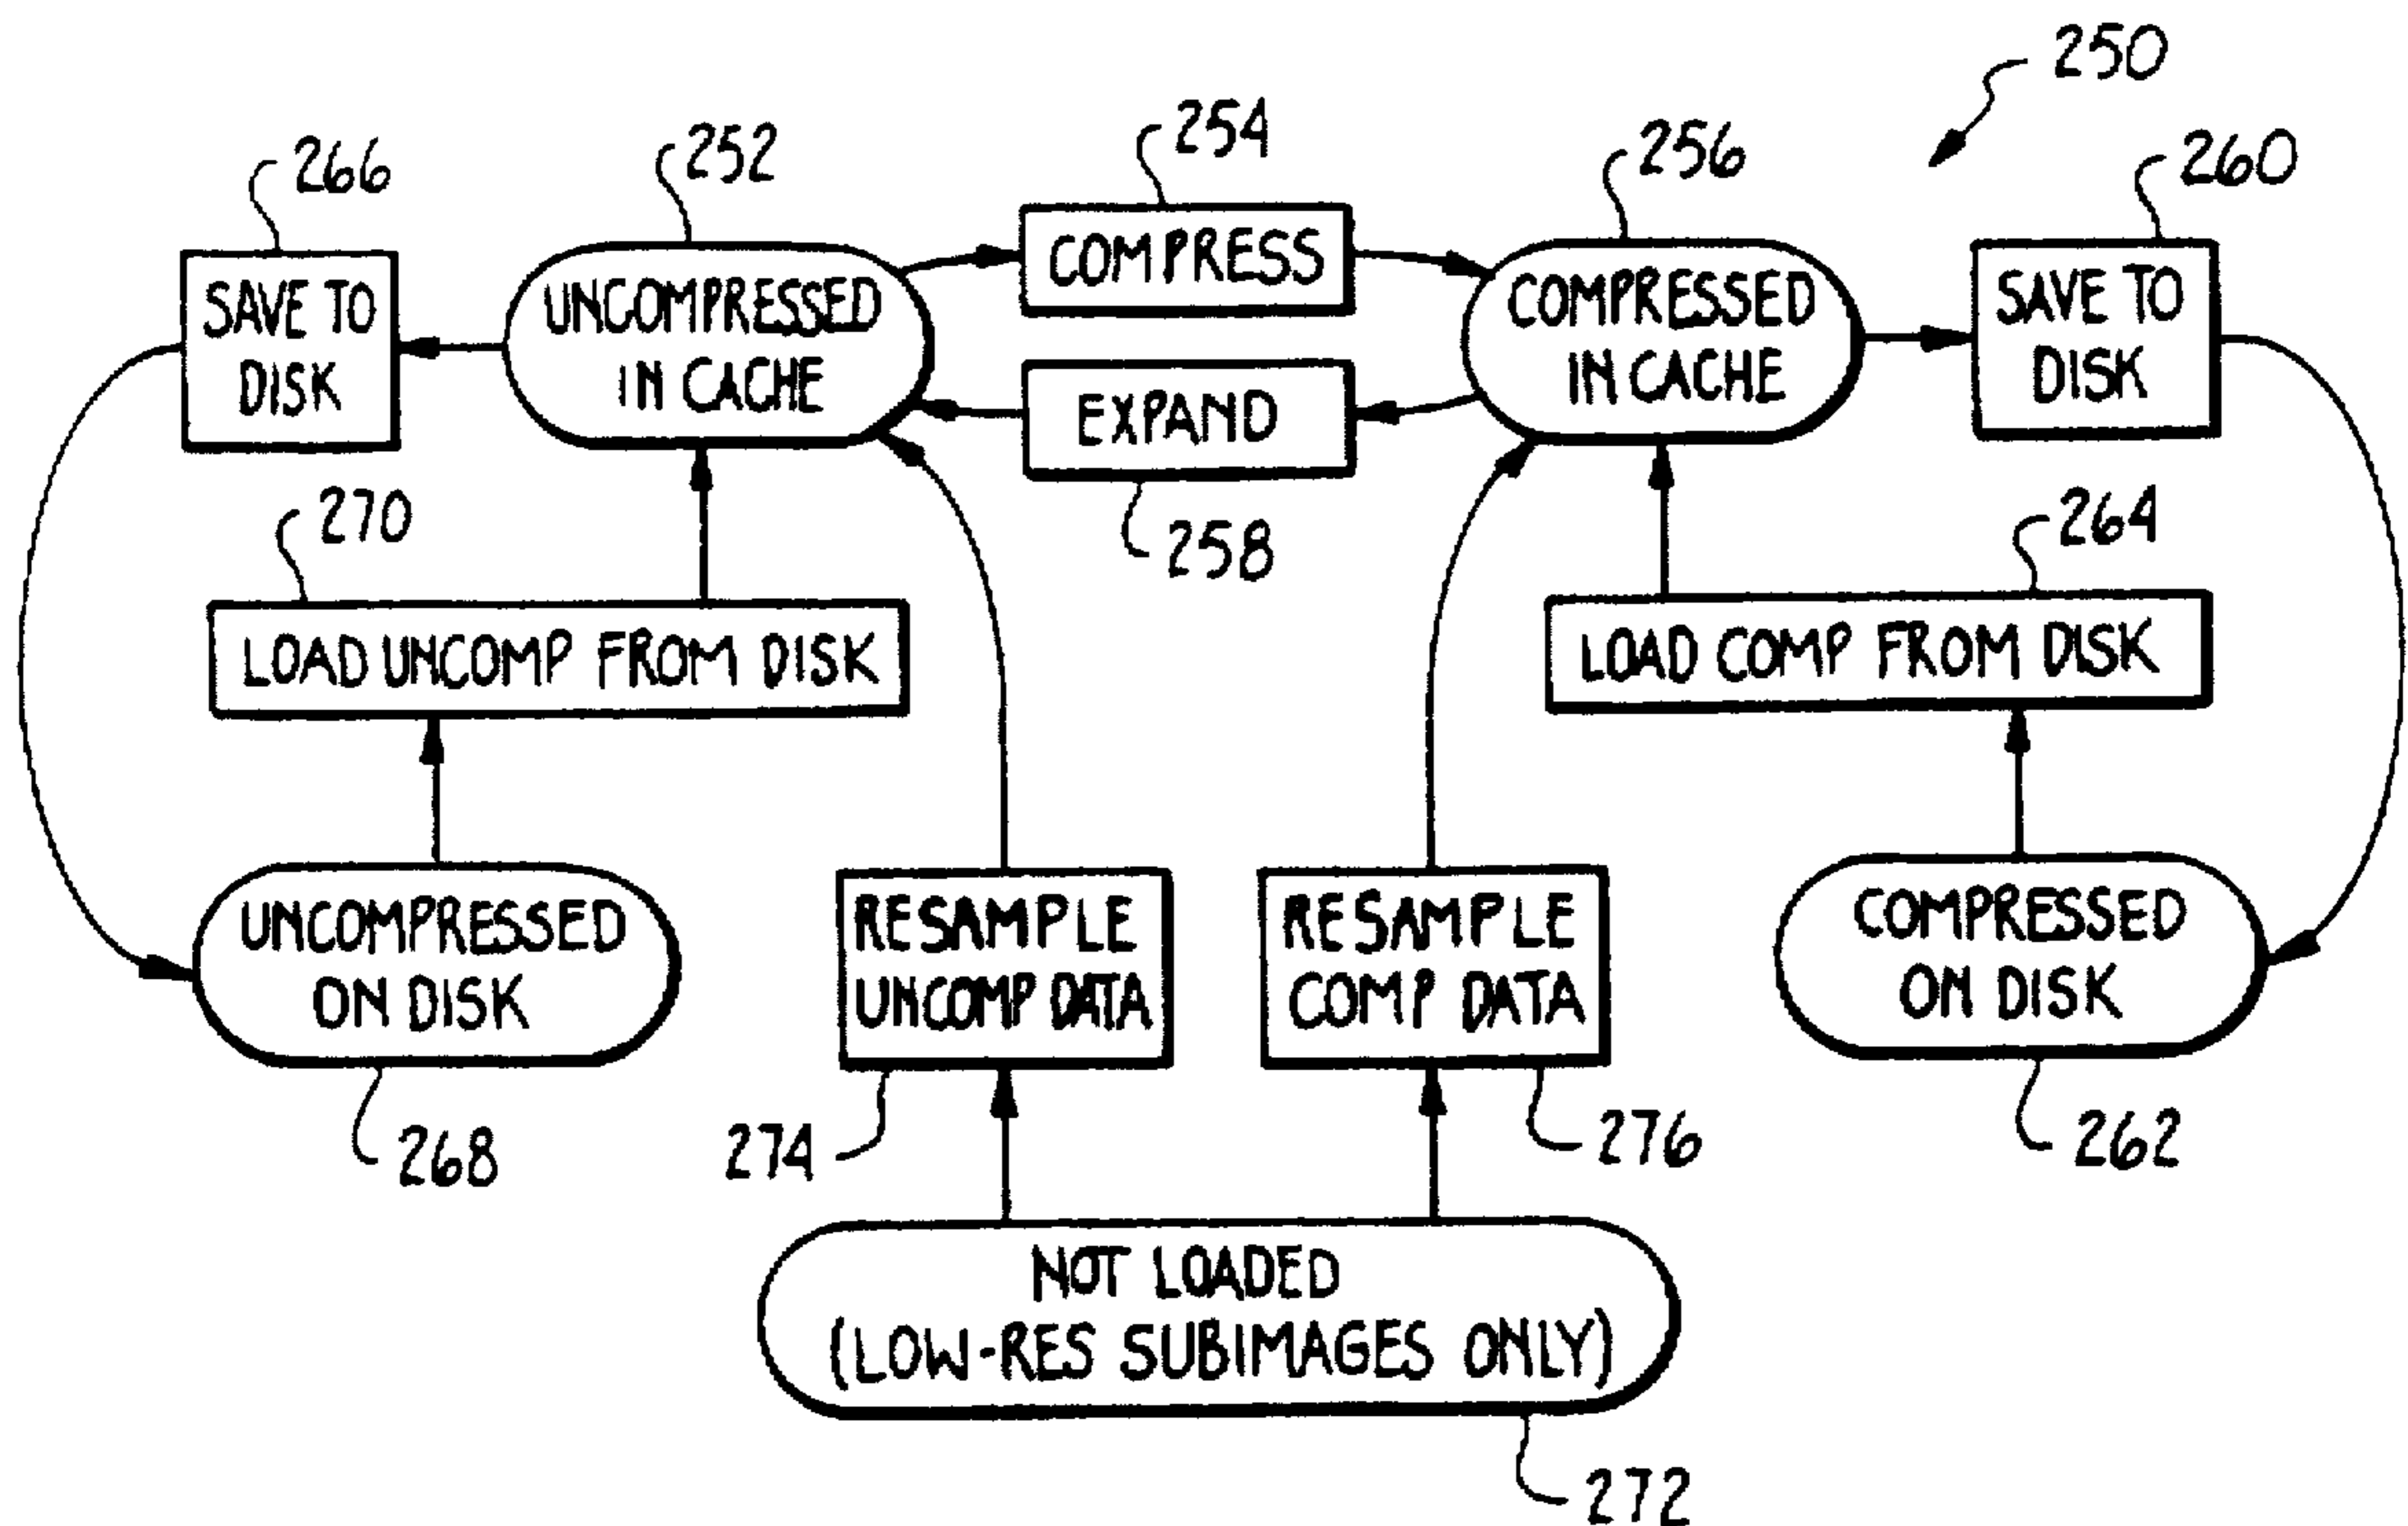 250
266
252
254
256
260
SAVE TO
DISK
UNCOMPRESSED
IN CACHE
COMPRESS
COMPRESSED
IN CACHE
SAVE TO
DISK
EXPAND
258
270
264
LOAD UNCOMP FROM DISK
LOAD COMP FROM DISK
UNCOMPRESSED
ON DISK
RESAMPLE
UNCOMP DATA
RESAMPLE
COMP DATA
COMPRESSED
ON DISK
268
274
276
262
NOT LOADED
(LOW-RES SUBIMAGES ONLY)
272